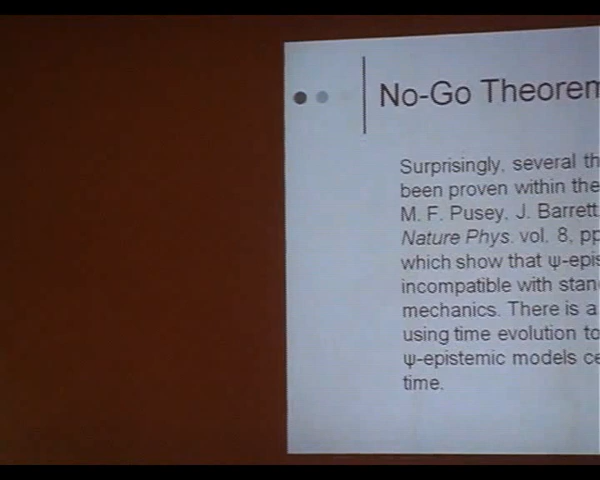 No-Go Theorem
Surprisingly, several th
been proven within the
M. F. Pusey, J. Barrett
Nature Phys. vol. 8, pp
which show that ψ-epis
incompatible with stan
mechanics. There is a
using time evolution to
ψ-epistemic models ce
time.